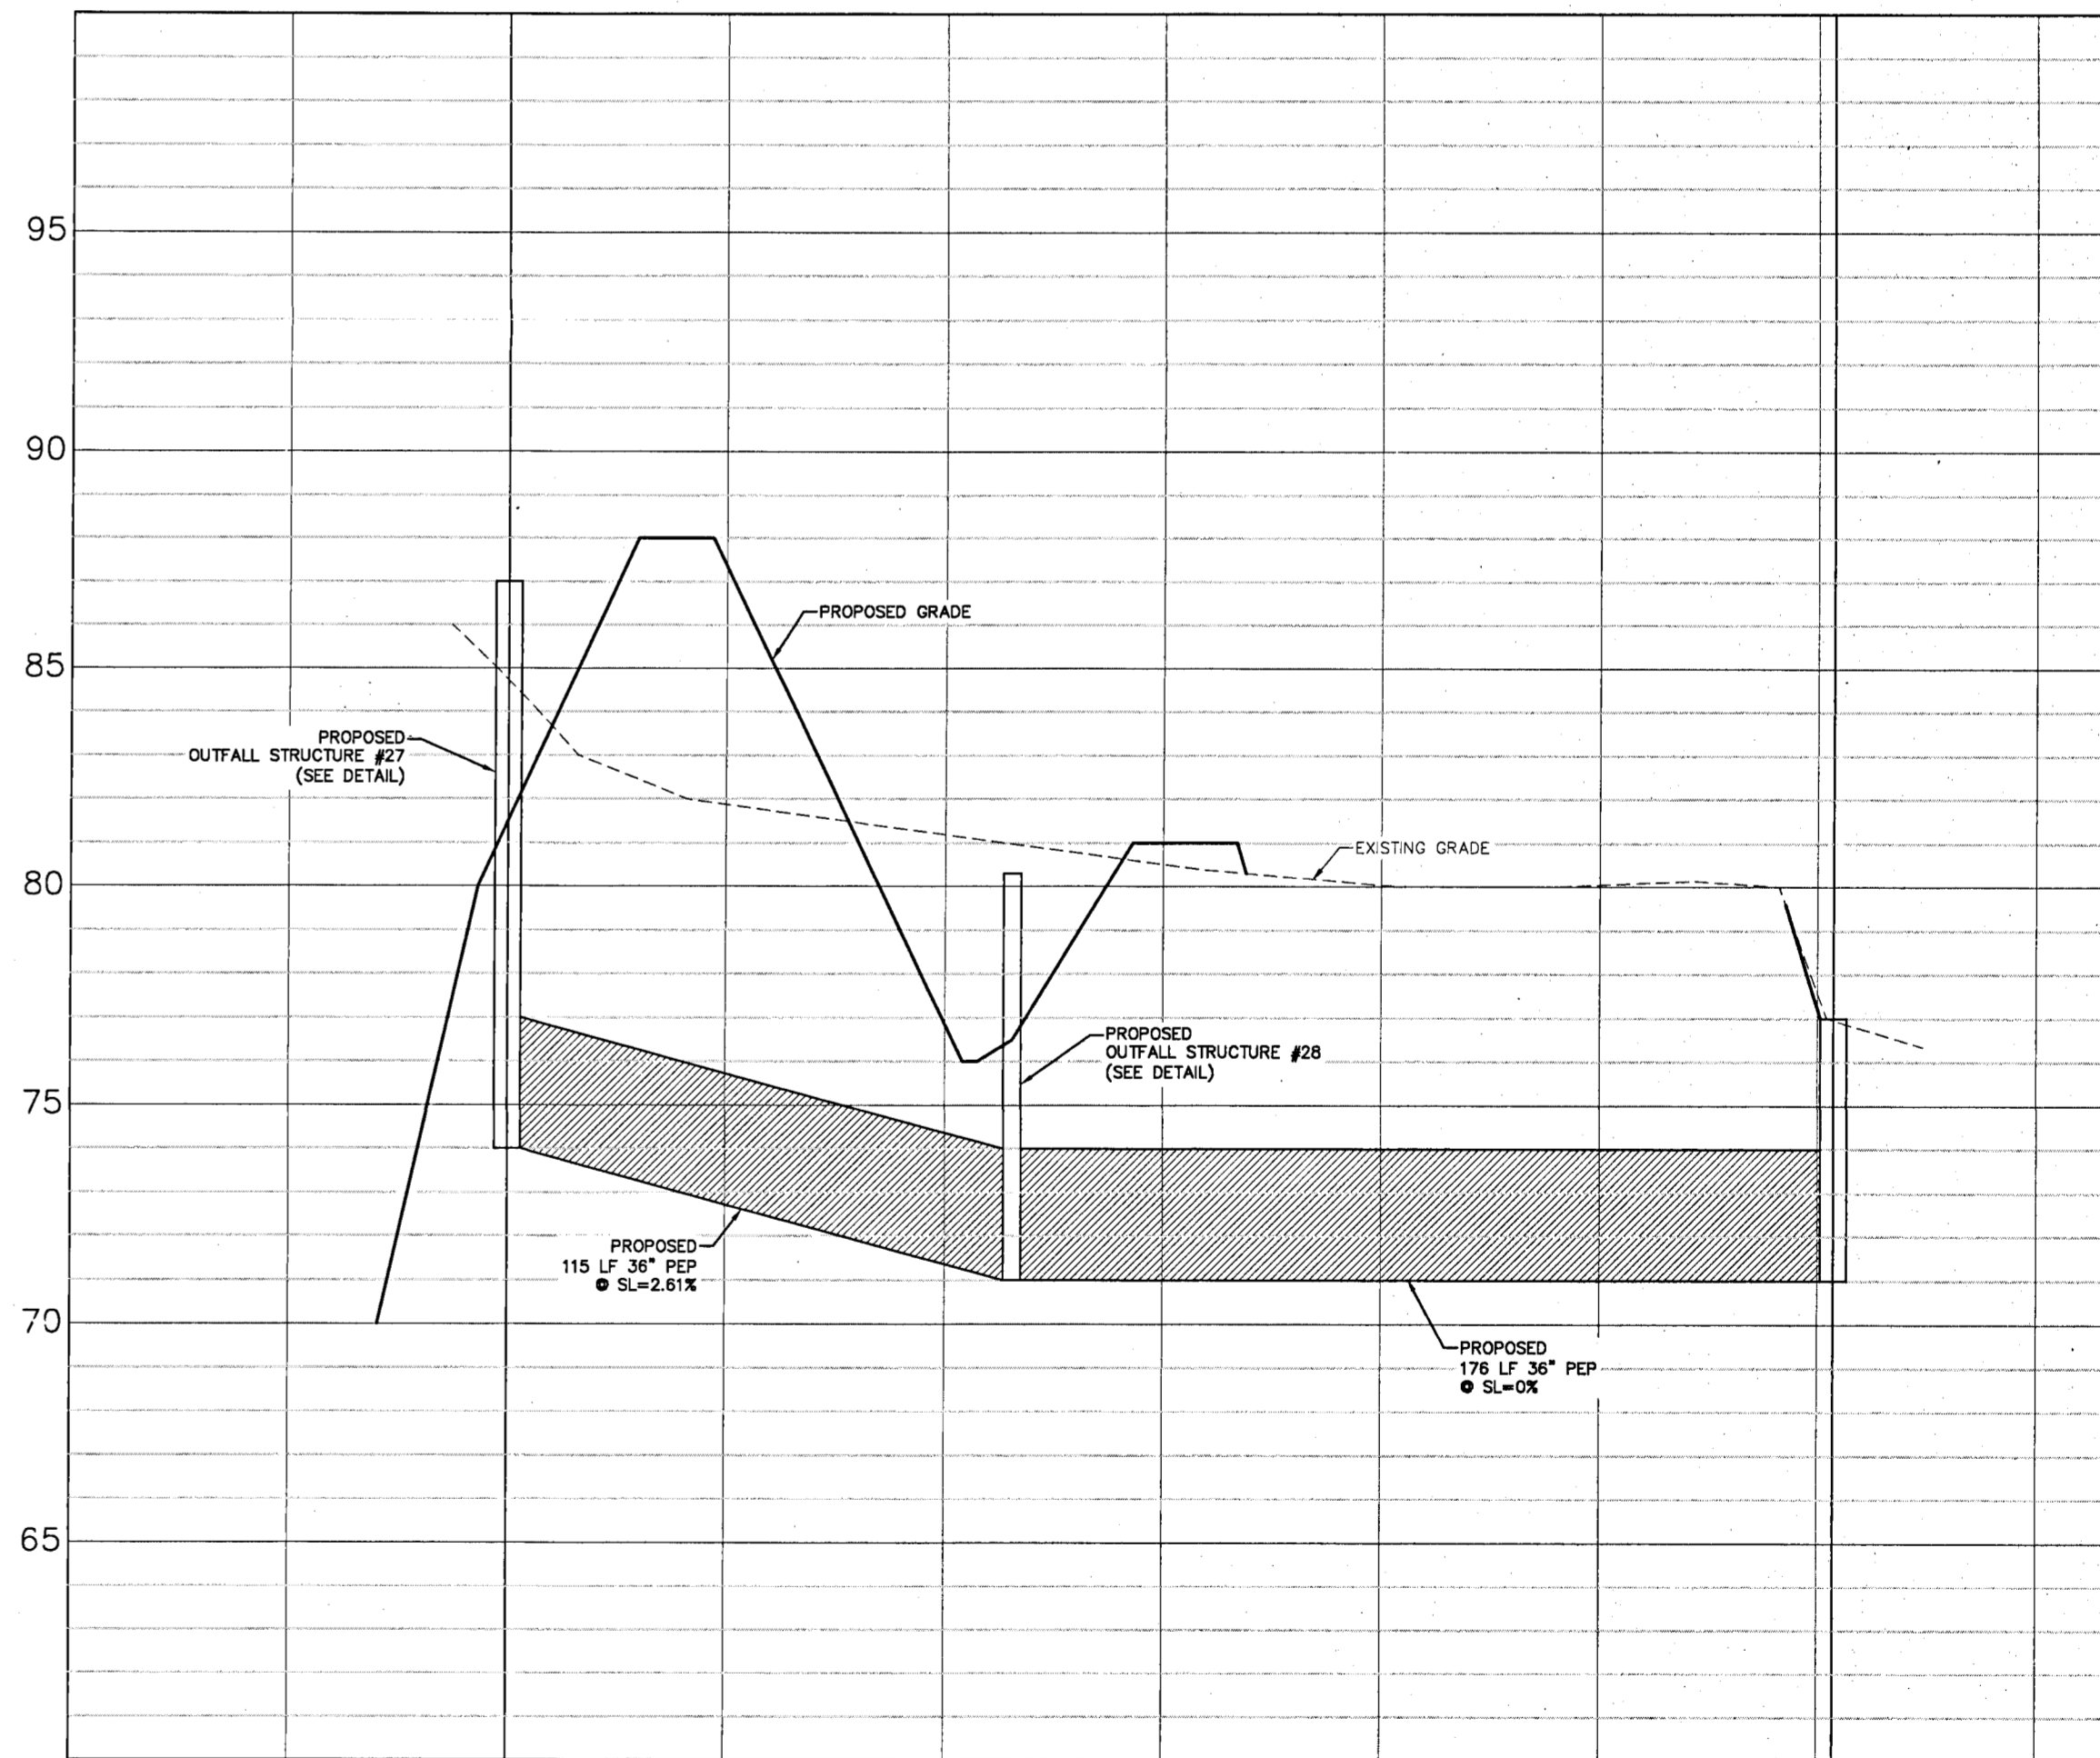 95
90
PROPOSED GRADE
85
PROPOSED
OUTFALL STRUCTURE #27
(SEE DETAIL)
EXISTING GRADE
80
PROPOSED
OUTFALL STRUCTURE #28
(SEE DETAIL)
75
PROPOSED
115 LF 36" PEP
@ SL=2.61%
70
PROPOSED
176 LF 36" PEP
@ SL=0%
65